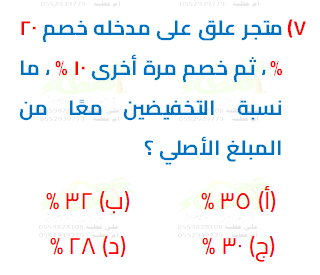 ٧) متجر علق على مدخله خصم ٢٠
% ، ثم خصم مرة أخرى ١٠ % ، ما
نسبة التخفيضين معًا من
المبلغ الأصلي ؟
(أ) ٣٥ % (ب) ٣٢ %
(ج) ٣٠ % (د) ٢٨ %